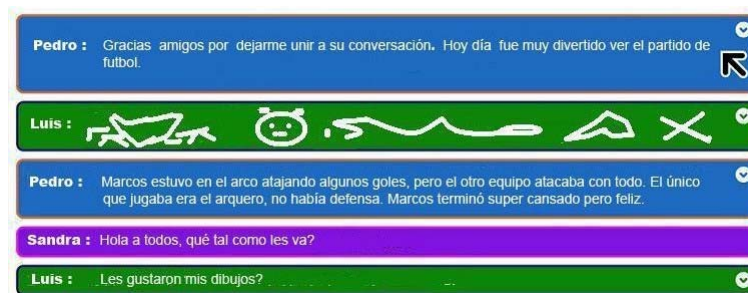 Pedro : Gracias amigos por dejarme unir a su conversación. Hoy día fue muy divertido ver el partido de
futbol.
Luis :
Pedro : Marcos estuvo en el arco atajando algunos goles, pero el otro equipo atacaba con todo. El único
que jugaba era el arquero, no había defensa. Marcos terminó super cansado pero feliz.
Sandra : Hola a todos, qué tal como les va?
Luis : Les gustaron mis dibujos?